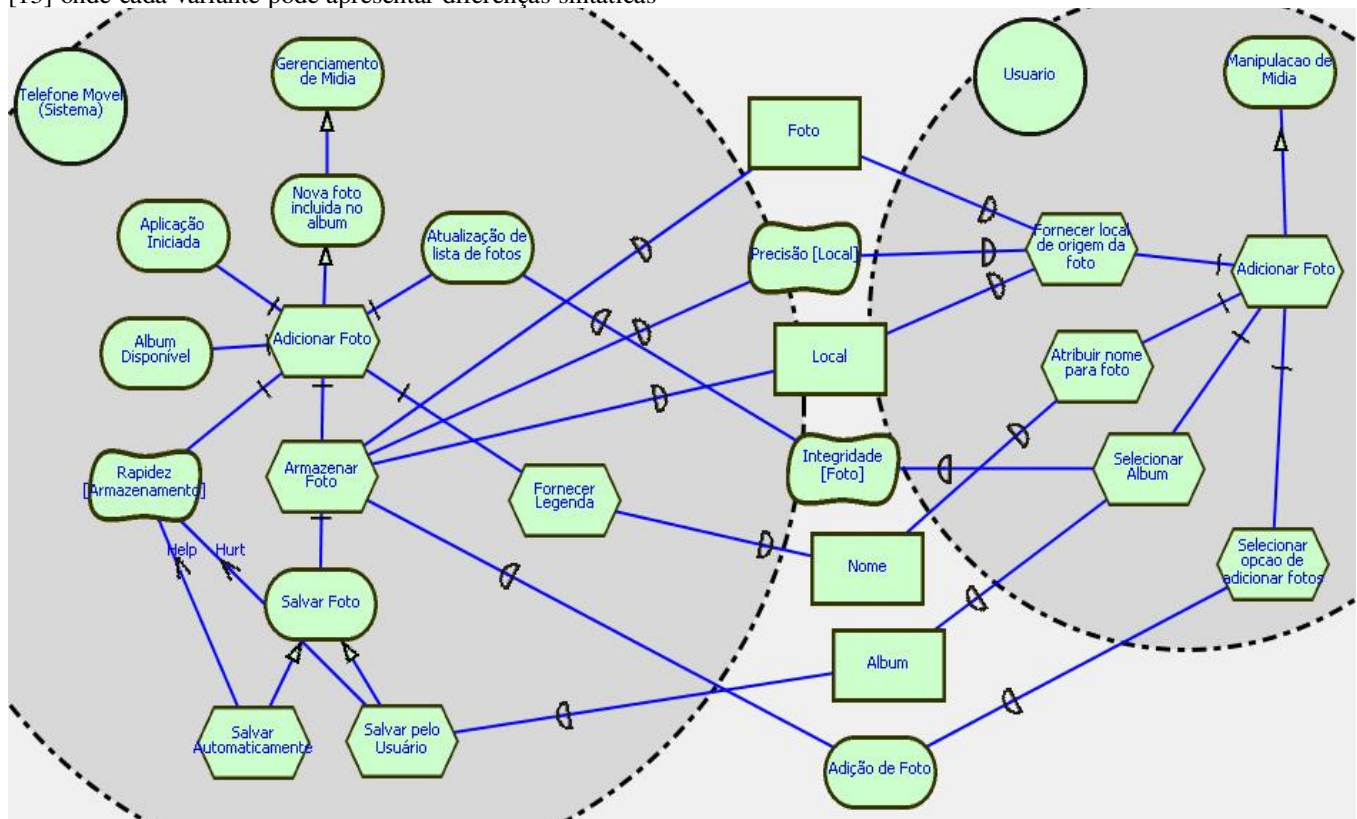 [15] onde cada variante pode apresentar diferenças sintáticas
Telefone Movel
(Sistema)
Gerenciamento
de Midia
Nova foto
incluida no
album
Aplicação
Iniciada
Atualização de
lista de fotos
Album
Disponível
Adicionar Foto
Rapidez
[Armazenamento]
Armazenar
Foto
Fornecer
Legenda
Help
Hurt
Salvar Foto
Salvar
Automaticamente
Salvar pelo
Usuário
Foto
Precisão [Local]
Local
Integridade
[Foto]
Nome
Album
Adição de Foto
Usuario
Manipulacao de
Midia
Fornecer local
de origem da
foto
Adicionar Foto
Atribuir nome
para foto
Selecionar
Album
Selecionar
opcao de
adicionar fotos